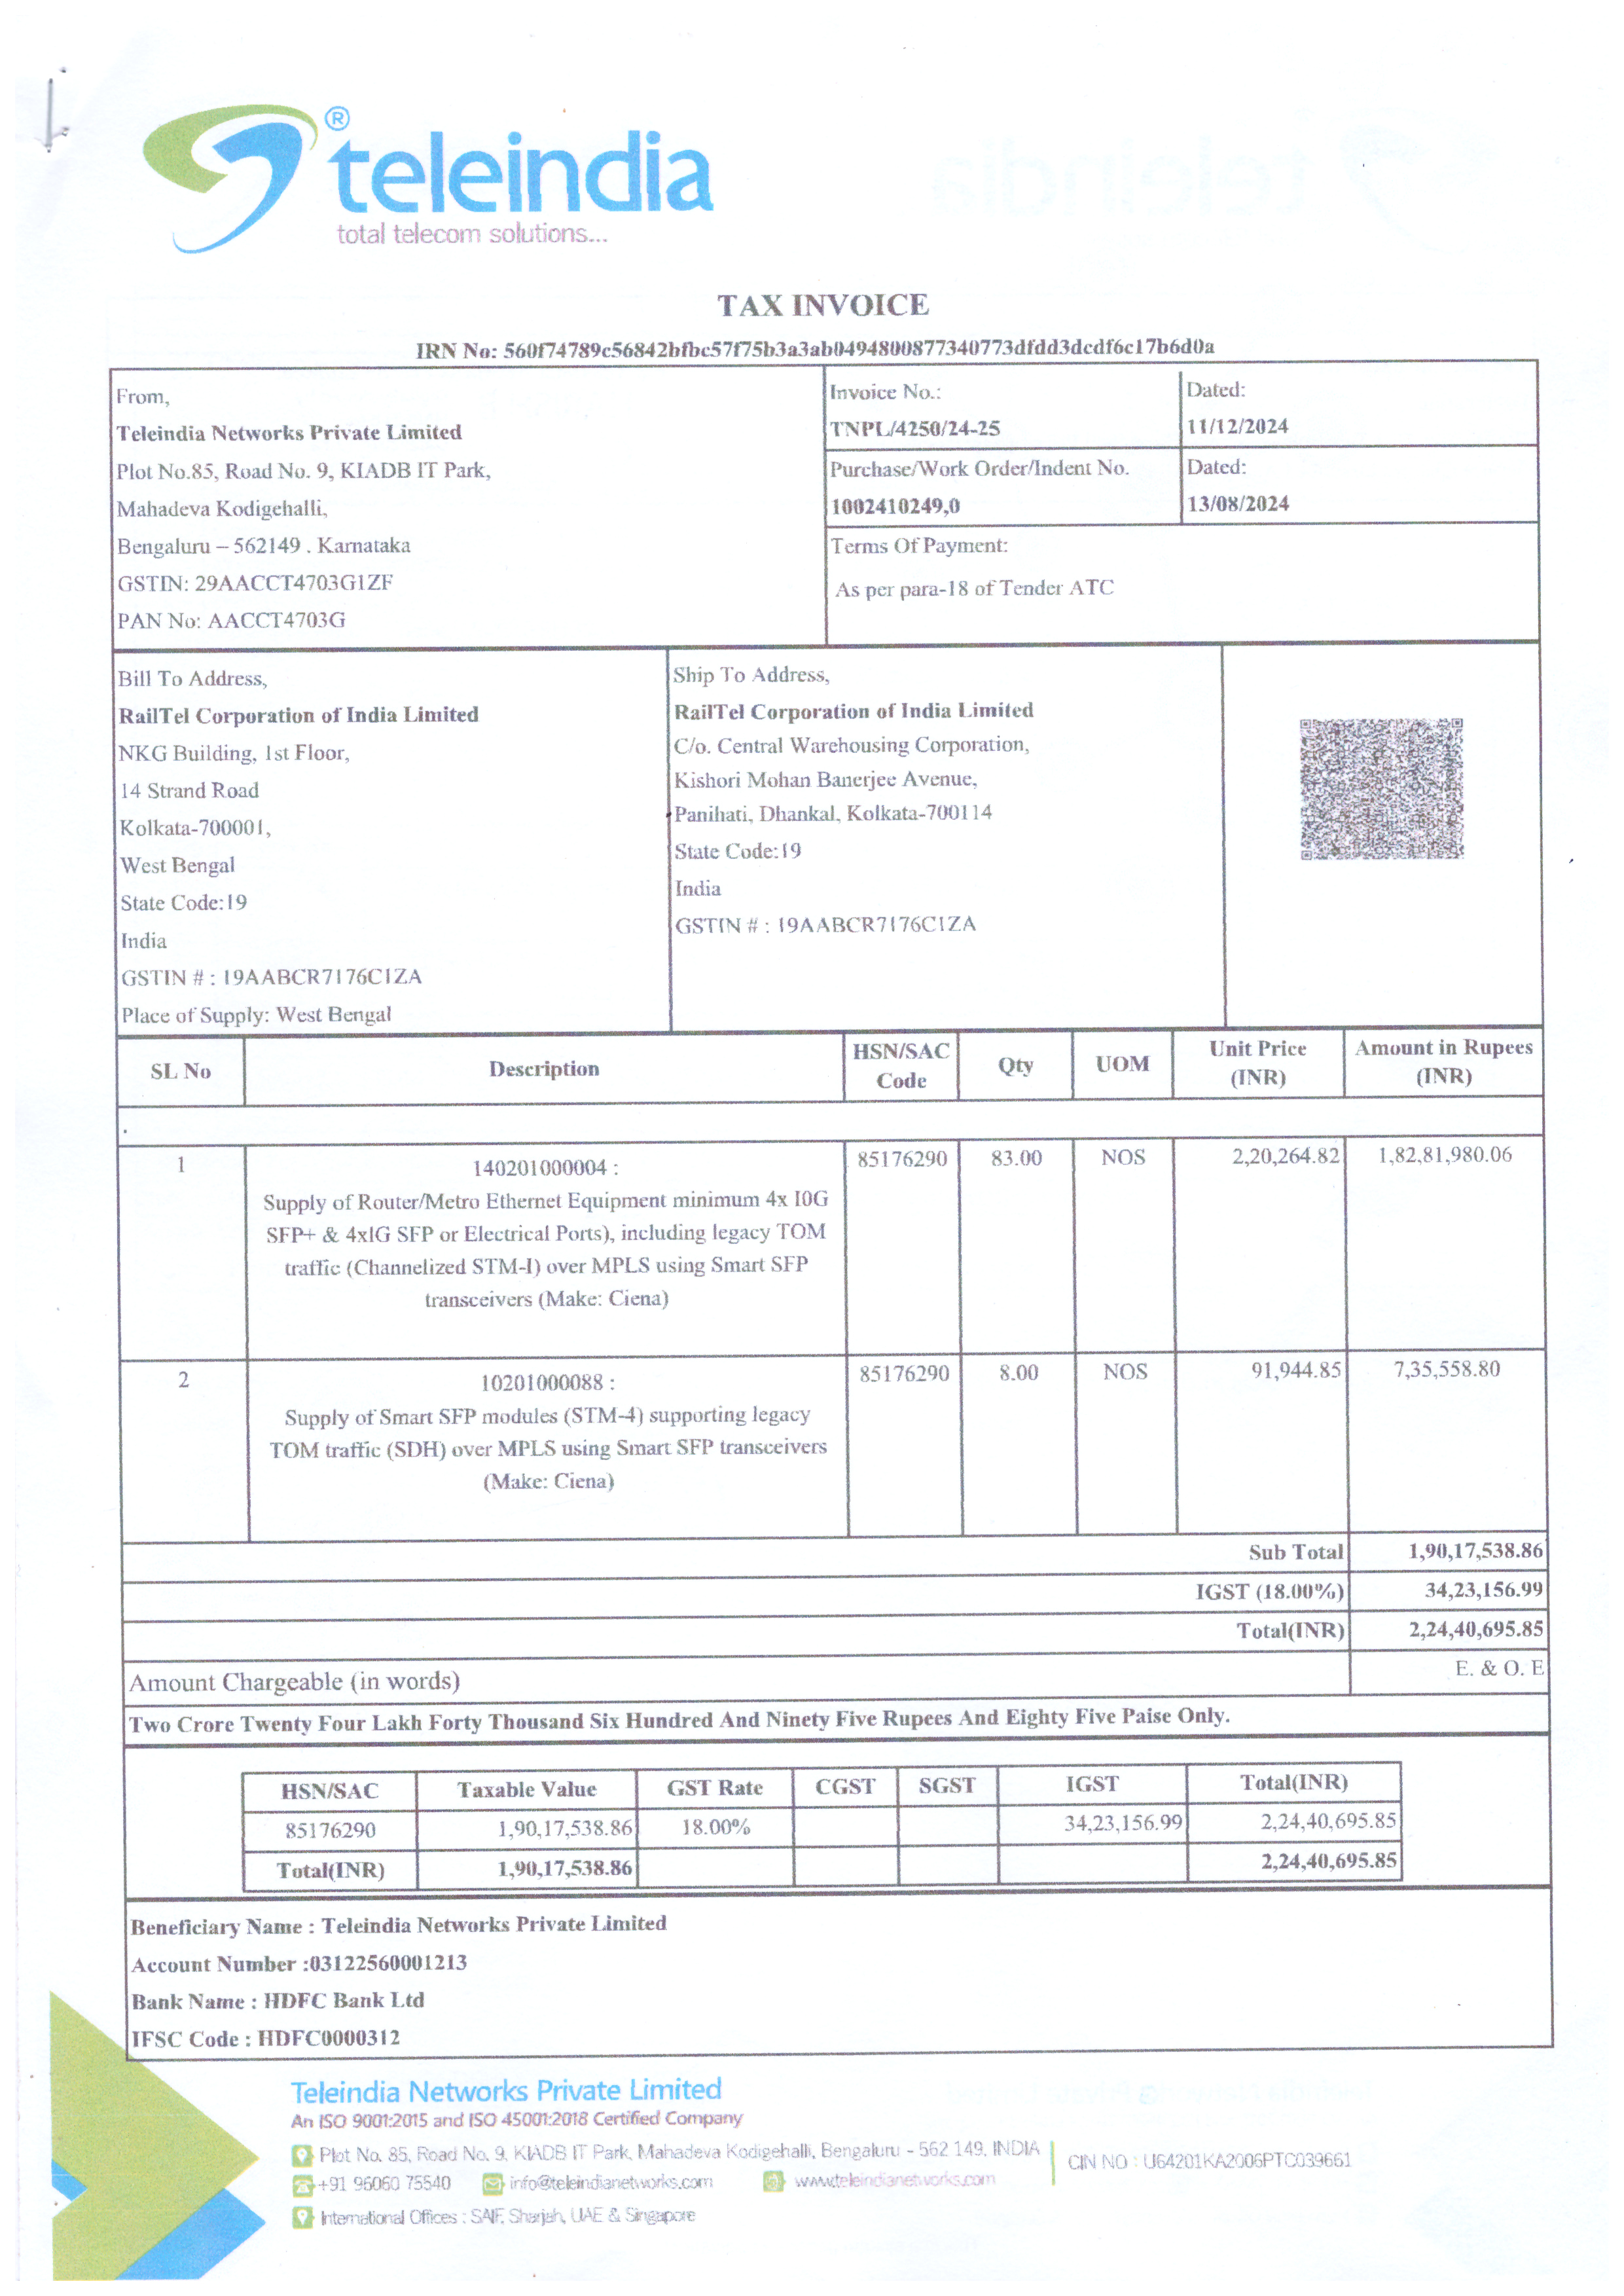 ®
teleindia
total telecom solutions...
TAX INVOICE
IRN No: 560f74789c56842bfbc57f75b3a3ab0494800877340773dfdd3dcdf6c17b6d0a
From,
Teleindia Networks Private Limited
Plot No.85, Road No. 9, KIADB IT Park,
Mahadeva Kodigehalli,
Bengaluru – 562149 . Karnataka
GSTIN: 29AACCT4703G1ZF
PAN No: AACCT4703G
Invoice No.:
TNPL/4250/24-25
Dated:
11/12/2024
Purchase/Work Order/Indent No.
1002410249,0
Dated:
13/08/2024
Terms Of Payment:
As per para-18 of Tender ATC
Bill To Address,
RailTel Corporation of India Limited
NKG Building, 1st Floor,
14 Strand Road
Kolkata-700001,
West Bengal
State Code:19
India
GSTIN # : 19AABCR7176C1ZA
Place of Supply: West Bengal
Ship To Address,
RailTel Corporation of India Limited
C/o. Central Warehousing Corporation,
Kishori Mohan Banerjee Avenue,
Panihati, Dhankal, Kolkata-700114
State Code:19
India
GSTIN # : 19AABCR7176C1ZA
SL No Description HSN/SAC Code Qty UOM Unit Price (INR) Amount in Rupees (INR)
.
1 140201000004 : 85176290 83.00 NOS 2,20,264.82 1,82,81,980.06
Supply of Router/Metro Ethernet Equipment minimum 4x I0G
SFP+ & 4xIG SFP or Electrical Ports), including legacy TOM
traffic (Channelized STM-I) over MPLS using Smart SFP
transceivers (Make: Ciena)
2 10201000088 : 85176290 8.00 NOS 91,944.85 7,35,558.80
Supply of Smart SFP modules (STM-4) supporting legacy
TOM traffic (SDH) over MPLS using Smart SFP transceivers
(Make: Ciena)
Sub Total 1,90,17,538.86
IGST (18.00%) 34,23,156.99
Total(INR) 2,24,40,695.85
Amount Chargeable (in words) E. & O. E
Two Crore Twenty Four Lakh Forty Thousand Six Hundred And Ninety Five Rupees And Eighty Five Paise Only.
HSN/SAC Taxable Value GST Rate CGST SGST IGST Total(INR)
85176290 1,90,17,538.86 18.00% 34,23,156.99 2,24,40,695.85
Total(INR) 1,90,17,538.86 2,24,40,695.85
Beneficiary Name : Teleindia Networks Private Limited
Account Number :03122560001213
Bank Name : HDFC Bank Ltd
IFSC Code : HDFC0000312
Teleindia Networks Private Limited
An ISO 9001:2015 and ISO 45001:2018 Certified Company
Plot No. 85, Road No. 9, KIADB IT Park, Mahadeva Kodigehalli, Bengaluru - 562 149, INDIA
CIN NO : U64201KA2006PTC039661
+91 96060 75540 info@teleindianetworks.com www.teleindianetworks.com
International Offices : SAIF, Sharjah, UAE & Singapore